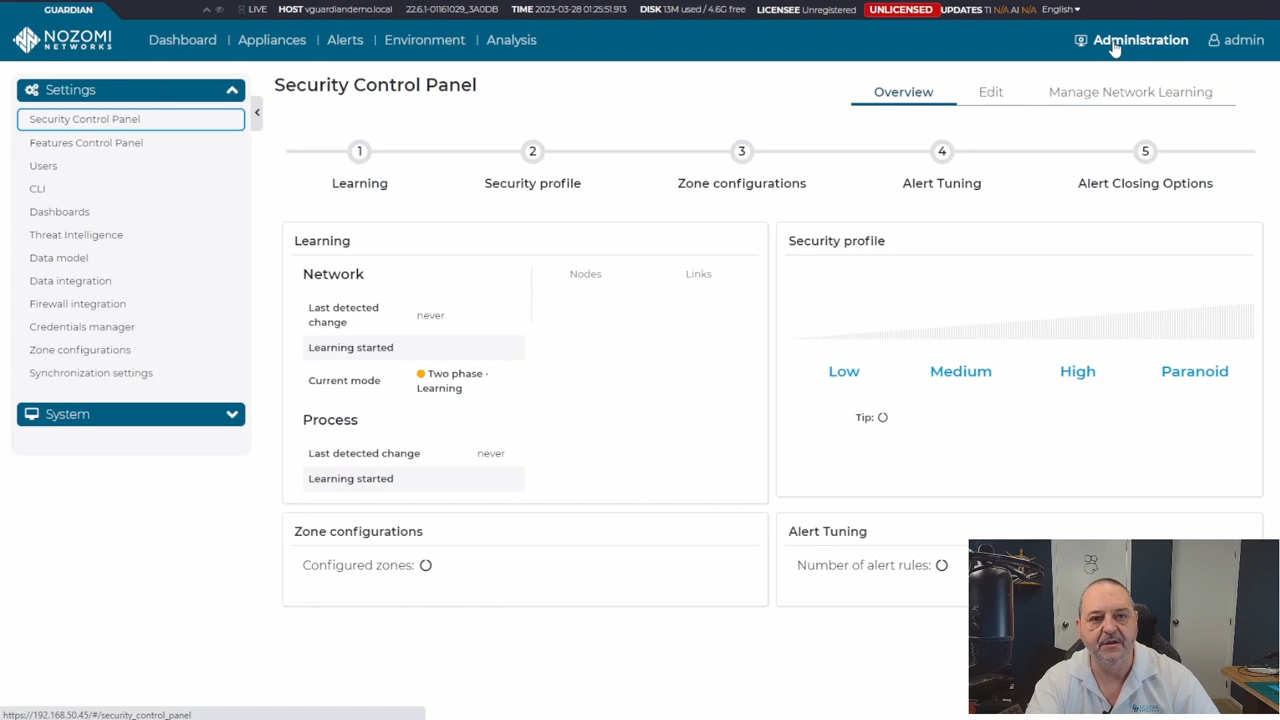 GUARDIAN
LIVE HOST vguardiandemo.local 22.6.1-01161029_3A0DB TIME 2023-03-28 01:25:51.913 DISK 13M used / 4.6G free LICENSEE Unregistered UNLICENSED UPDATES TI N/A AI N/A English
NOZOMI NETWORKS
Dashboard | Appliances | Alerts | Environment | Analysis
Administration admin
Settings
Security Control Panel
Features Control Panel
Users
CLI
Dashboards
Threat Intelligence
Data model
Data integration
Firewall integration
Credentials manager
Zone configurations
Synchronization settings
System
Security Control Panel
Overview Edit Manage Network Learning
1 2 3 4 5
Learning Security profile Zone configurations Alert Tuning Alert Closing Options
Learning
Network
Nodes Links
Last detected
change
never
Learning started
Current mode
Two phase -
Learning
Process
Last detected change never
Learning started
Security profile
Low Medium High Paranoid
Tip:
Zone configurations
Configured zones:
Alert Tuning
Number of alert rules:
https://192.168.50.45/#/security_control_panel